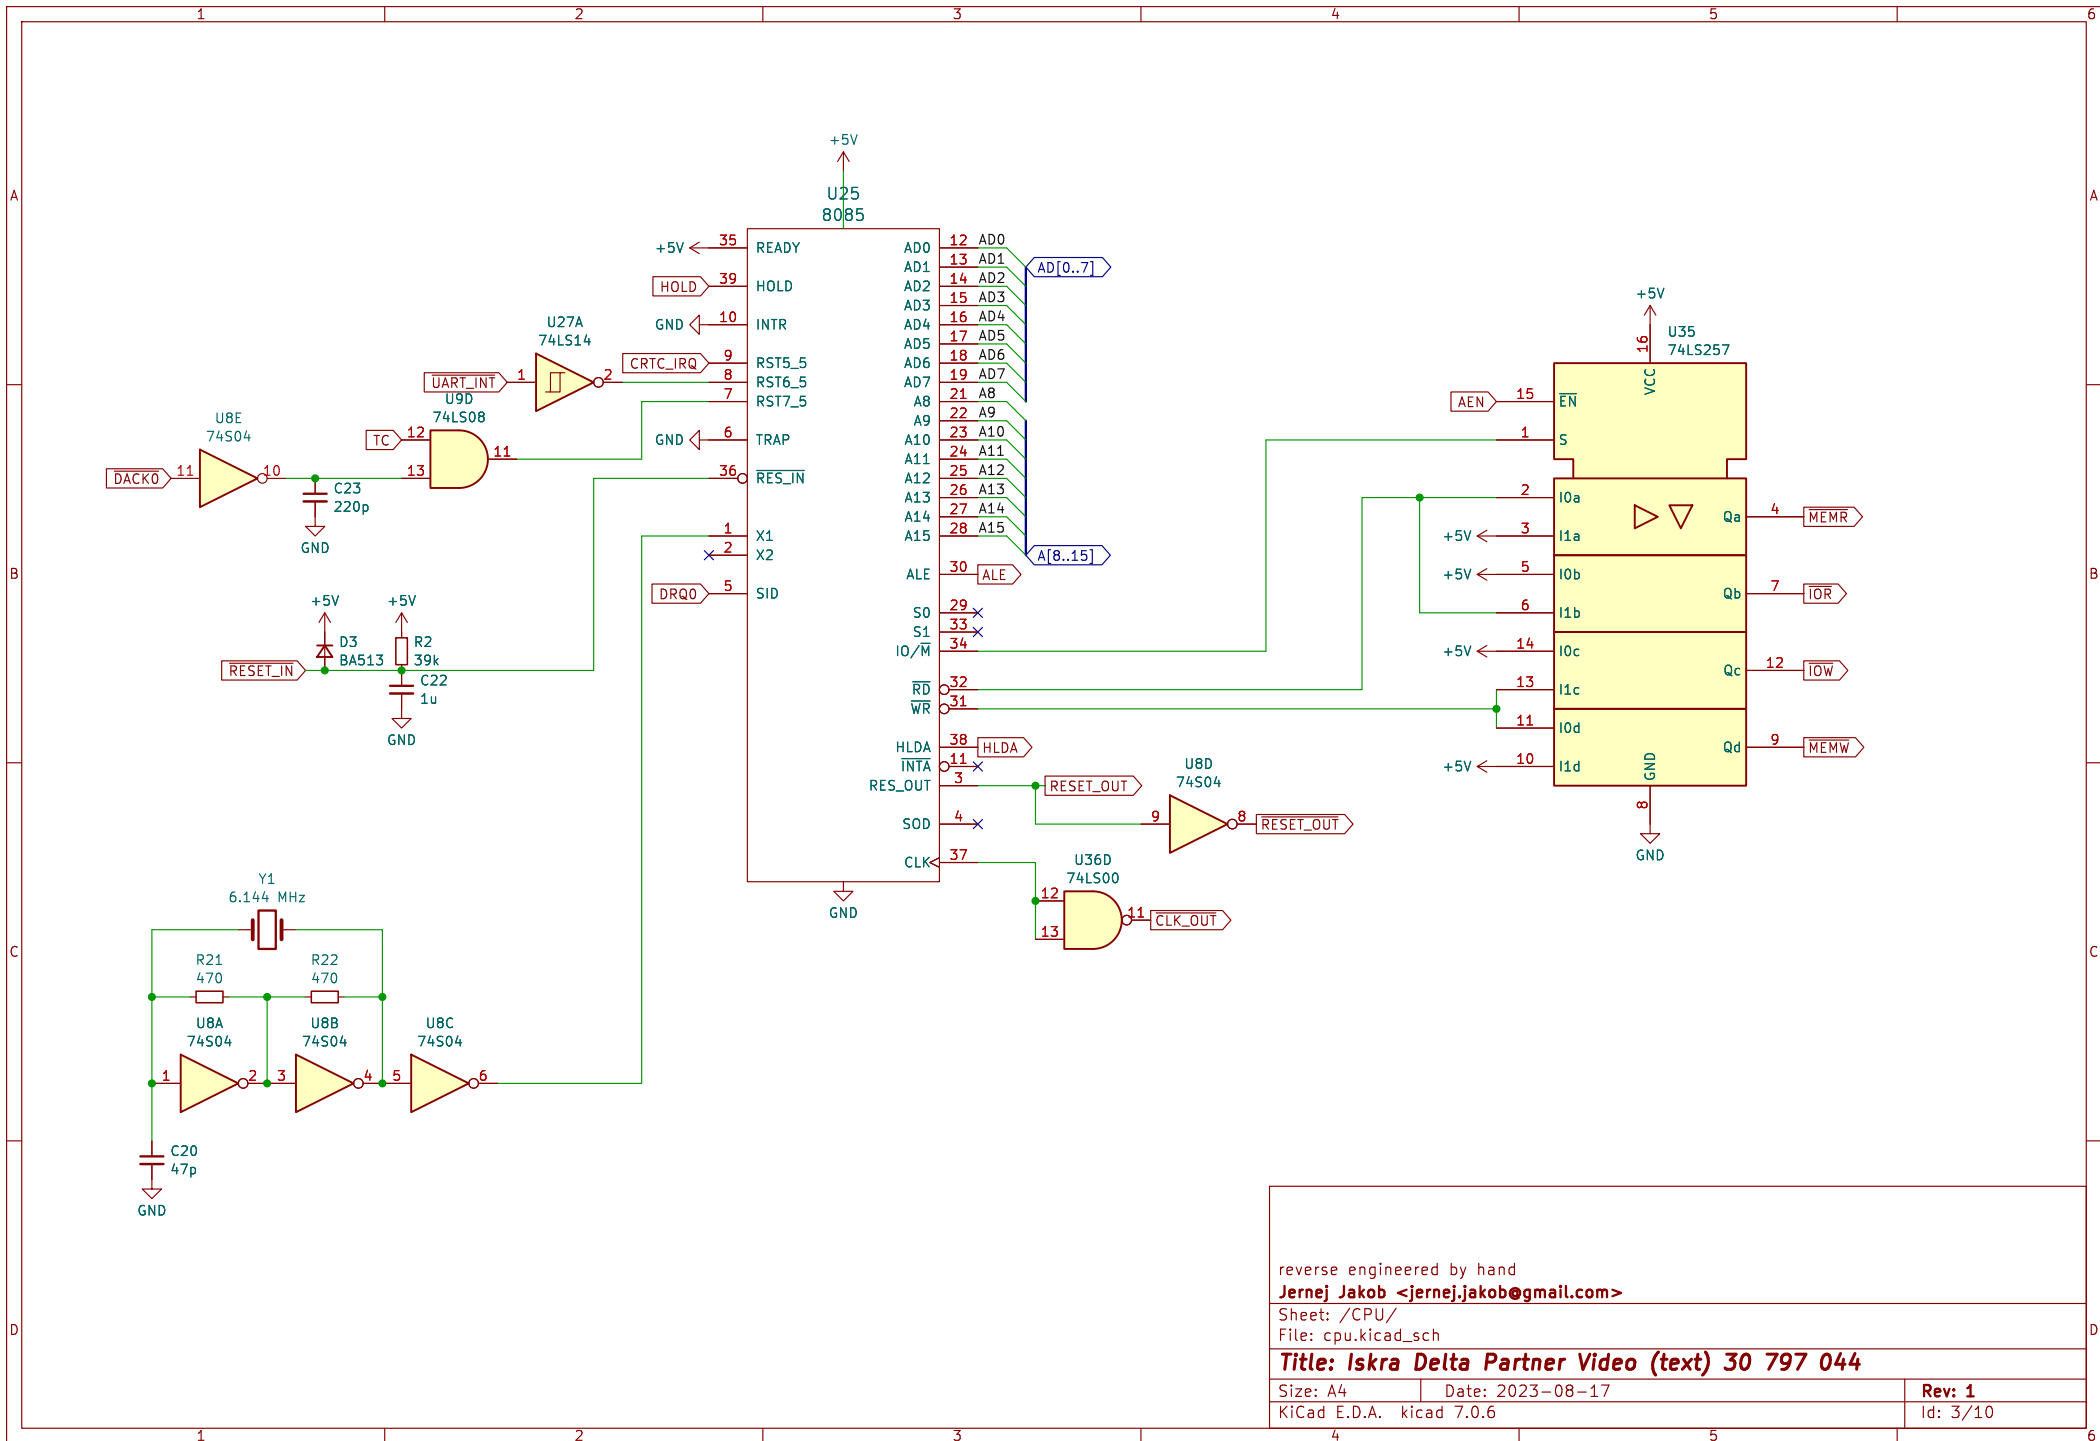 1 2 3 4 5 6
A A
B B
C C
D D
1 2 3 4 5 6
+5V
U25
8085
+5V 35 READY
HOLD 39 HOLD
GND 10 INTR
CRTC_IRQ 9 RST5_5
8 RST6_5
7 RST7_5
GND 6 TRAP
36 RES_IN
1 X1
2 X2
DRQ0 5 SID
AD0 12 AD0
AD1 13 AD1
AD2 14 AD2
AD3 15 AD3
AD4 16 AD4
AD5 17 AD5
AD6 18 AD6
AD7 19 AD7
A8 21 A8
A9 22 A9
A10 23 A10
A11 24 A11
A12 25 A12
A13 26 A13
A14 27 A14
A15 28 A15
AD[0..7]
A[8..15]
ALE 30 ALE
S0 29
S1 33
IO/M 34
RD 32
WR 31
HLDA 38 HLDA
INTA 11
RES_OUT 3 RESET_OUT
SOD 4
CLK 37
GND
U27A
74LS14
UART_INT 1 2
U9D
74LS08
TC 12
13
11
U8E
74S04
DACK0 11 10
C23
220p
GND
+5V +5V
D3
BA513
R2
39k
RESET_IN
C22
1u
GND
U8D
74S04
9 8 RESET_OUT
U36D
74LS00
12
13
11 CLK_OUT
Y1
6.144 MHz
R21
470
R22
470
U8A
74S04
U8B
74S04
U8C
74S04
1 2 3 4 5 6
C20
47p
GND
+5V
16
U35
74LS257
VCC
AEN 15 EN
1 S
2 I0a
+5V 3 I1a
Qa 4 MEMR
+5V 5 I0b
6 I1b
Qb 7 IOR
+5V 14 I0c
13 I1c
Qc 12 IOW
11 I0d
+5V 10 I1d
Qd 9 MEMW
GND
8
GND
reverse engineered by hand
Jernej Jakob <jernej.jakob@gmail.com>
Sheet: /CPU/
File: cpu.kicad_sch
Title: Iskra Delta Partner Video (text) 30 797 044
Size: A4 Date: 2023-08-17 Rev: 1
KiCad E.D.A. kicad 7.0.6 Id: 3/10